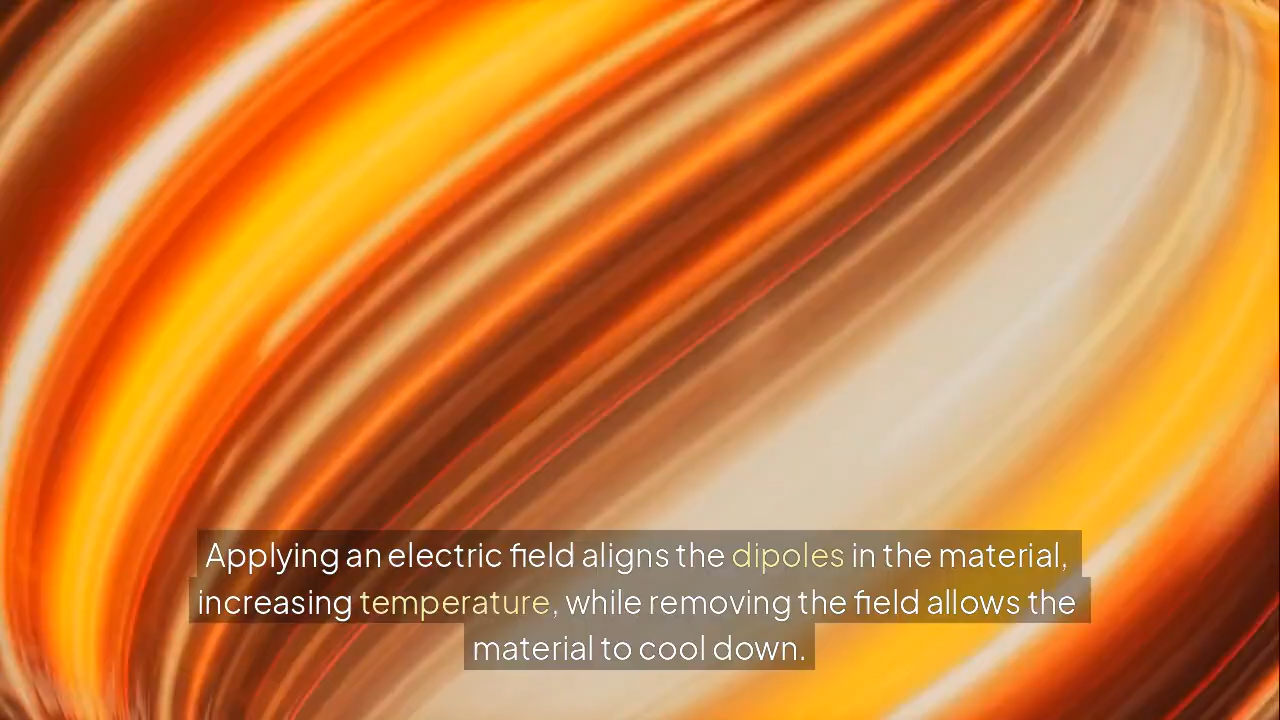 Applying an electric field aligns the dipoles in the material,
increasing temperature, while removing the field allows the
material to cool down.